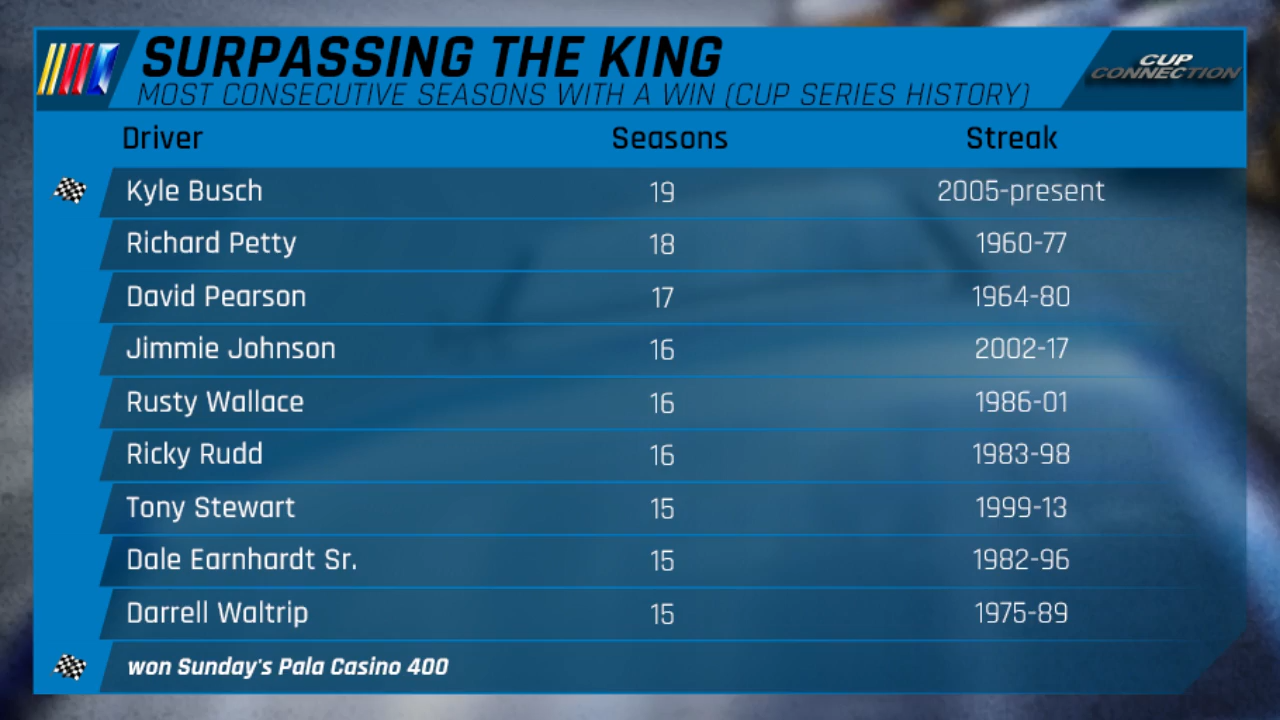 SURPASSING THE KING
MOST CONSECUTIVE SEASONS WITH A WIN (CUP SERIES HISTORY)
CUP CONNECTION
Driver Seasons Streak
Kyle Busch 19 2005-present
Richard Petty 18 1960-77
David Pearson 17 1964-80
Jimmie Johnson 16 2002-17
Rusty Wallace 16 1986-01
Ricky Rudd 16 1983-98
Tony Stewart 15 1999-13
Dale Earnhardt Sr. 15 1982-96
Darrell Waltrip 15 1975-89
won Sunday's Pala Casino 400